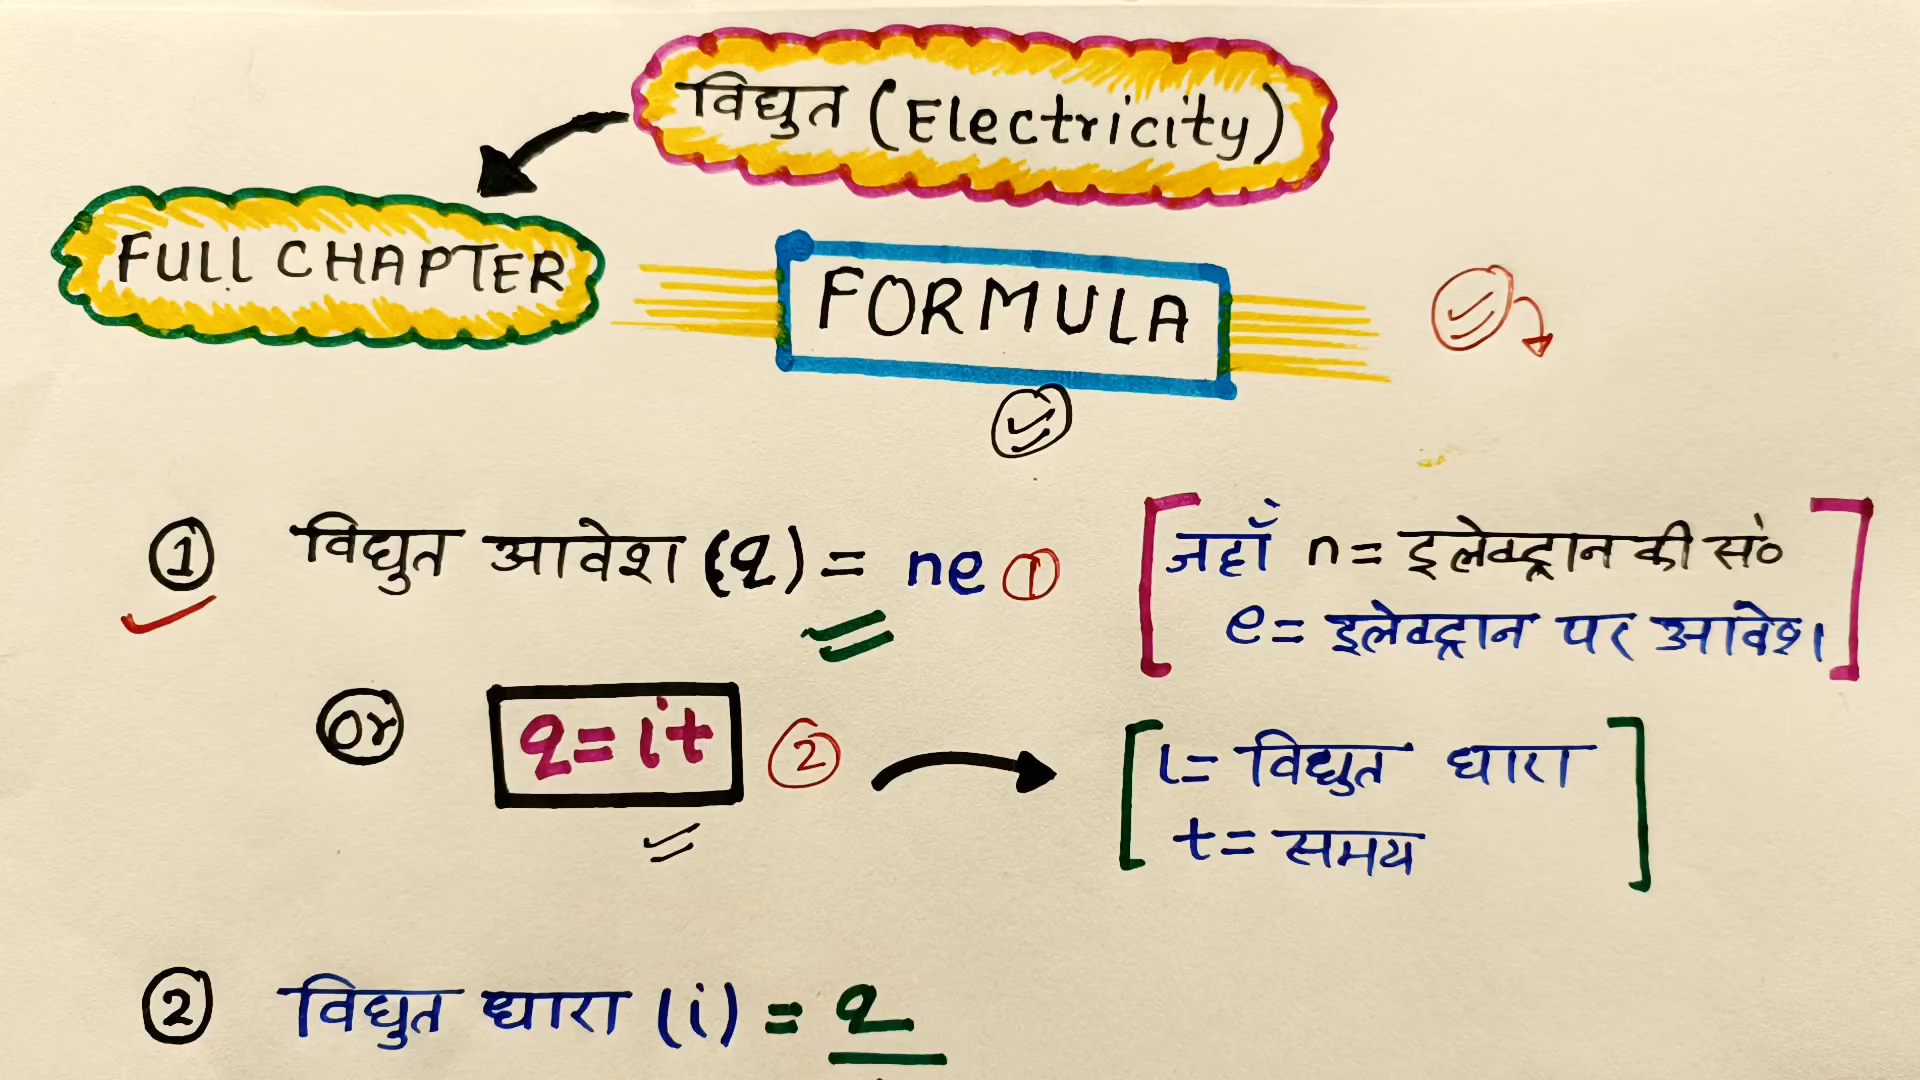 विद्युत (Electricity)
FULL CHAPTER
FORMULA
① विद्युत आवेश (q) = ne ①
[जहाँ n = इलेक्ट्रान की सं०
e = इलेक्ट्रान पर आवेश]
or q = it ②
[i = विद्युत धारा
t = समय]
② विद्युत धारा (i) = q